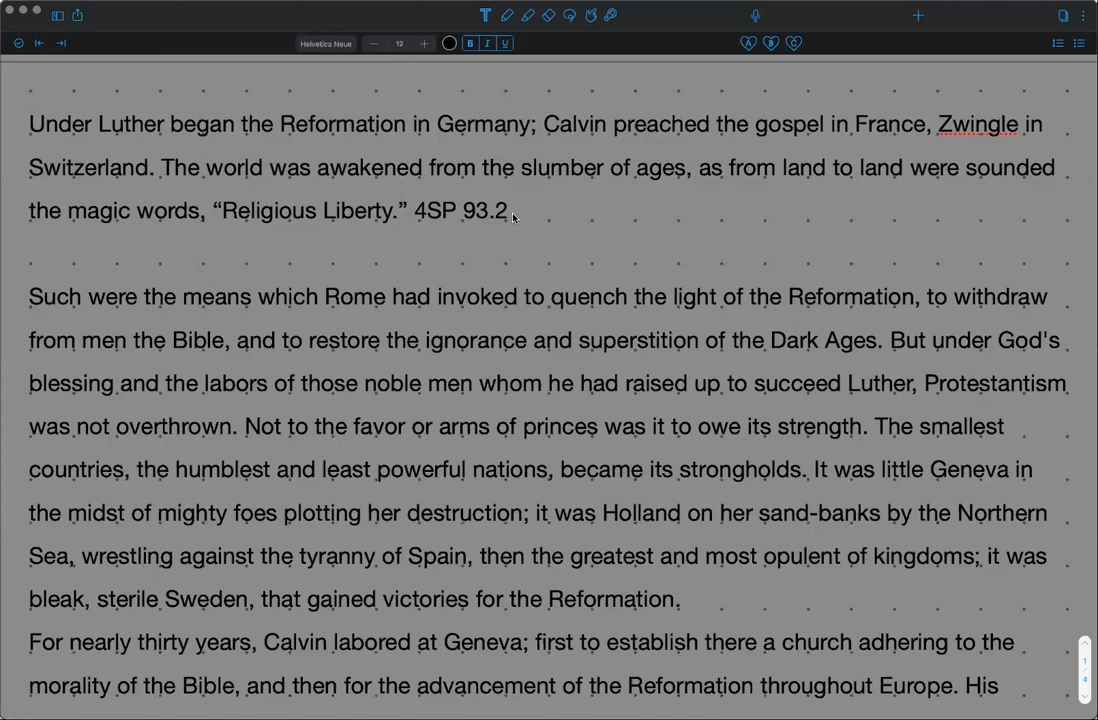 Helvetica Neue
12
B I U
A B C
Under Luther began the Reformation in Germany; Calvin preached the gospel in France, Zwingle in
Switzerland. The world was awakened from the slumber of ages, as from land to land were sounded
the magic words, “Religious Liberty.” 4SP 93.2
Such were the means which Rome had invoked to quench the light of the Reformation, to withdraw
from men the Bible, and to restore the ignorance and superstition of the Dark Ages. But under God's
blessing and the labors of those noble men whom he had raised up to succeed Luther, Protestantism
was not overthrown. Not to the favor or arms of princes was it to owe its strength. The smallest
countries, the humblest and least powerful nations, became its strongholds. It was little Geneva in
the midst of mighty foes plotting her destruction; it was Holland on her sand-banks by the Northern
Sea, wrestling against the tyranny of Spain, then the greatest and most opulent of kingdoms; it was
bleak, sterile Sweden, that gained victories for the Reformation.
For nearly thirty years, Calvin labored at Geneva; first to establish there a church adhering to the
morality of the Bible, and then for the advancement of the Reformation throughout Europe. His
1
4